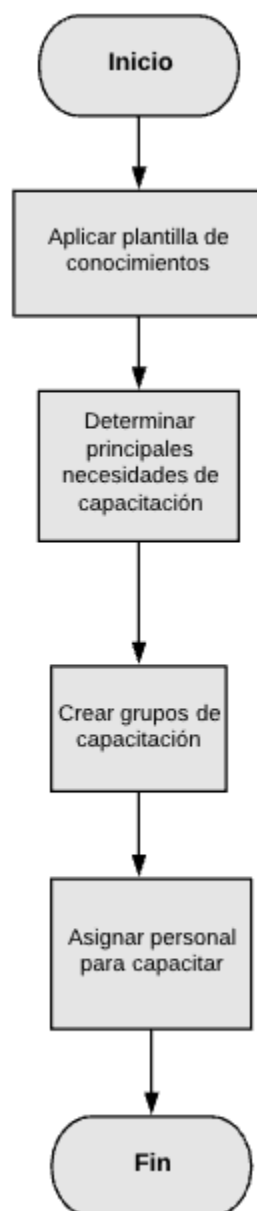 Inicio
Aplicar plantilla de
conocimientos
Determinar
principales
necesidades de
capacitación
Crear grupos de
capacitación
Asignar personal
para capacitar
Fin